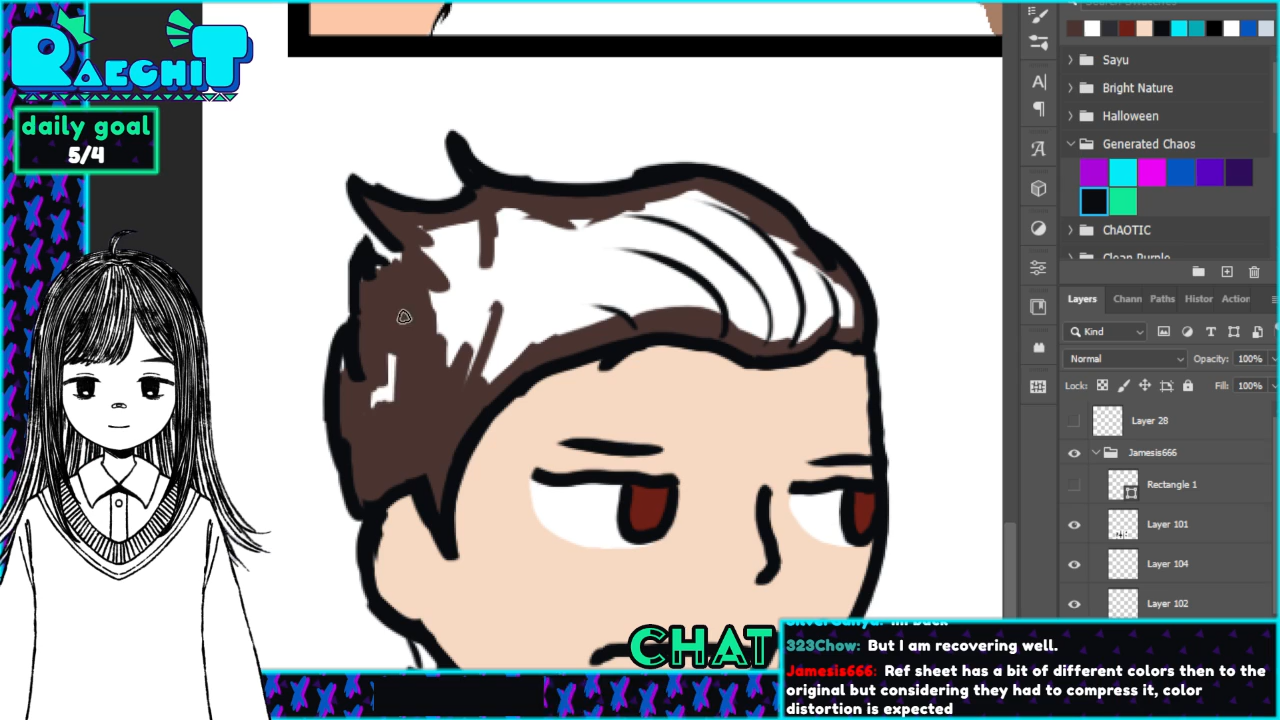 RAECHIT
daily goal
5/4
Sayu
Bright Nature
Halloween
Generated Chaos
ChAOTIC
Clean Purple
Layers
Chann
Paths
Histor
Action
Kind
Normal
Opacity: 100%
Lock:
Fill: 100%
Layer 28
Jamesis666
Rectangle 1
Layer 101
Layer 104
Layer 102
CHAT
323Chow: But I am recovering well.
Jamesis666: Ref sheet has a bit of different colors then to the
original but considering they had to compress it, color
distortion is expected